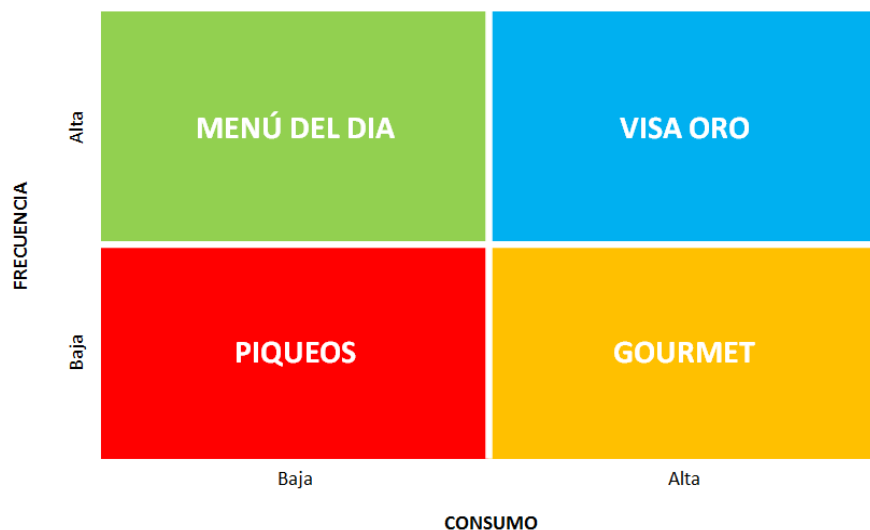 Alta
MENÚ DEL DIA
VISA ORO
FRECUENCIA
Baja
PIQUEOS
GOURMET
Baja
Alta
CONSUMO